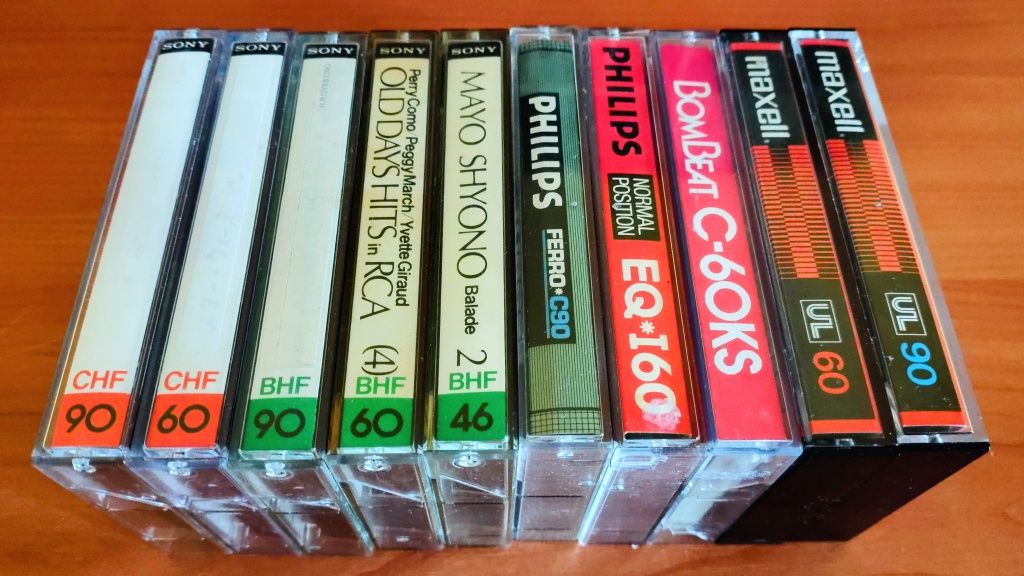 SONY
CHF
90
SONY
CHF
60
SONY
BHF
90
SONY
Perry Como Peggy March/Yvette Giraud
OLD DAYS HITS in RCA (4)
BHF
60
SONY
MAYO SHYONO Balade 2
BHF
46
PHILIPS
FERRO*C90
PHILIPS
NORMAL
POSITION
EQ*I60
BOMBEAT C-60KS
maxell
UL 60
maxell
UL 90